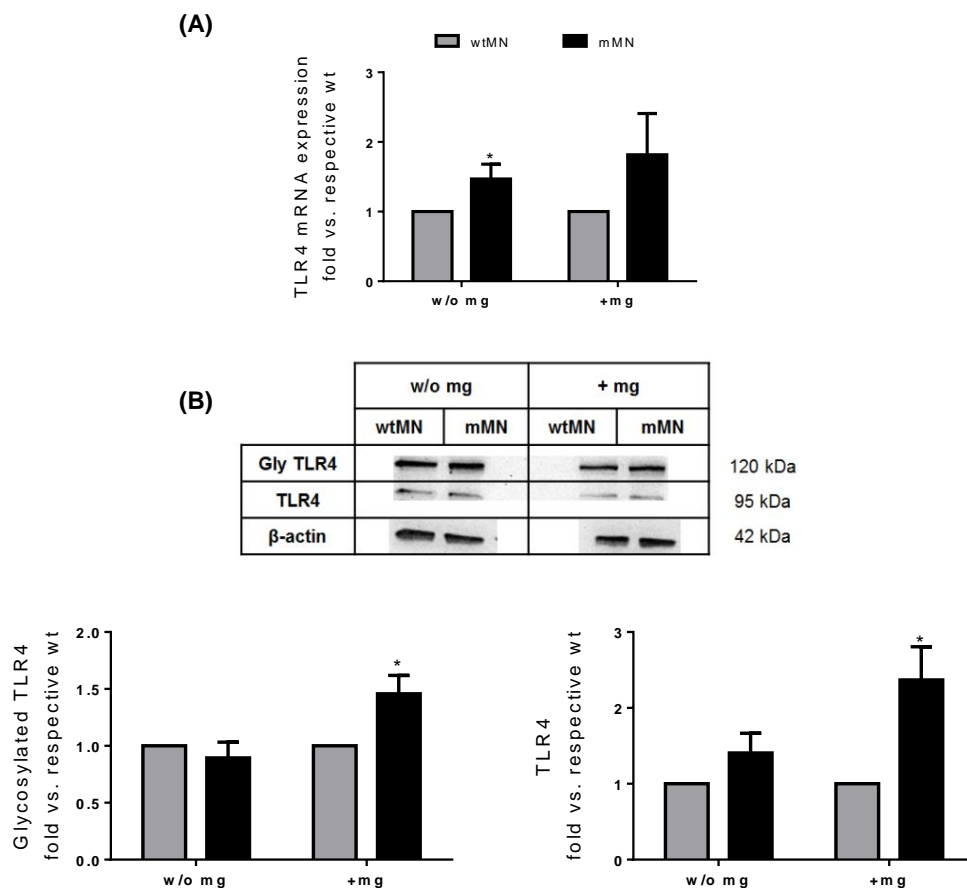 (A)
wtMN mMN
TLR4 mRNA expression
fold vs. respective wt
3
2
1
0
*
w/o mg +mg
(B)
w/o mg + mg
wtMN mMN wtMN mMN
Gly TLR4 120 kDa
TLR4 95 kDa
β-actin 42 kDa
Glycosylated TLR4
fold vs. respective wt
2.0
1.5
1.0
0.5
0.0
*
w/o mg +mg
TLR4
fold vs. respective wt
3
2
1
0
*
w/o mg +mg